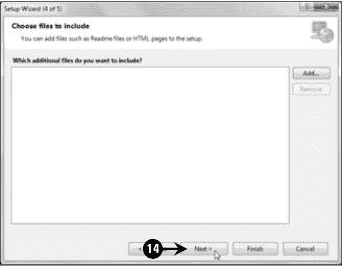 Setup Wizard (4 of 5)
Choose files to include
You can add files such as Readme files or HTML pages to the setup.
Which additional files do you want to include?
Add...
Remove
<
14
Next >
Finish
Cancel